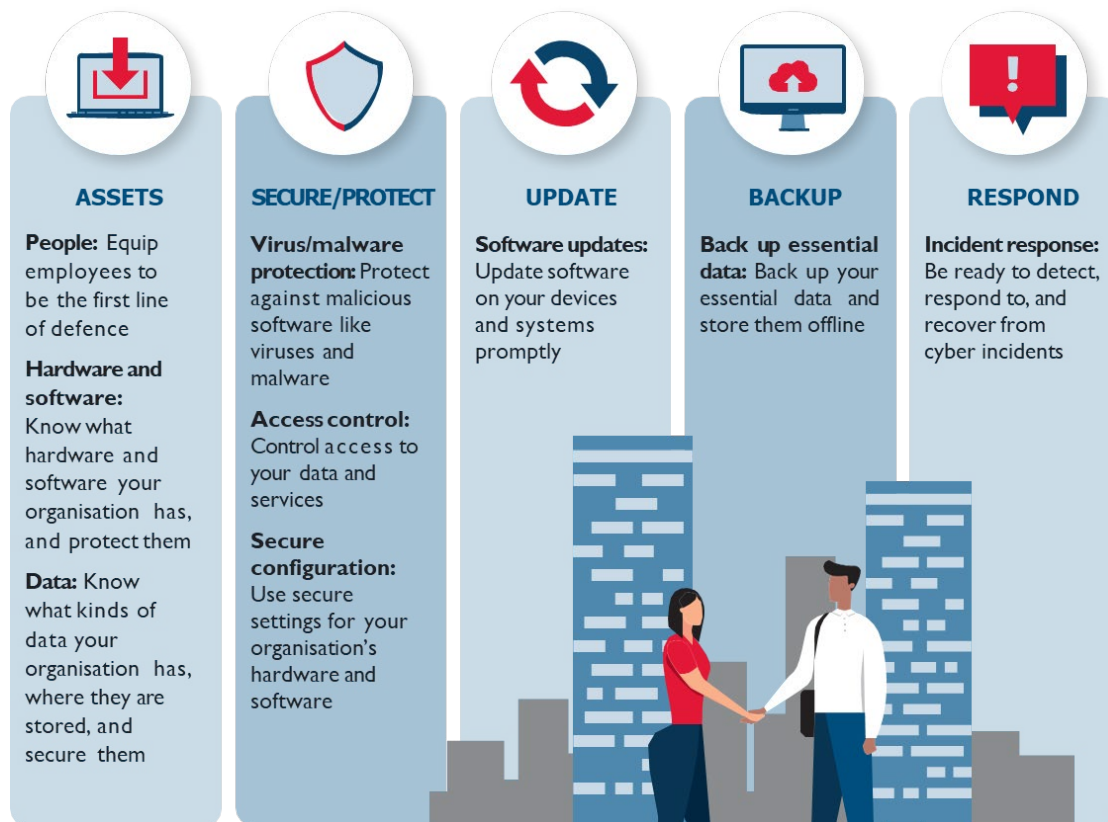 ASSETS
People: Equip
employees to
be the first line
of defence
Hardware and
software:
Know what
hardware and
software your
organisation has,
and protect them
Data: Know
what kinds of
data your
organisation has,
where they are
stored, and
secure them
SECURE/PROTECT
Virus/malware
protection: Protect
against malicious
software like
viruses and
malware
Access control:
Control access to
your data and
services
Secure
configuration:
Use secure
settings for your
organisation's
hardware and
software
UPDATE
Software updates:
Update software
on your devices
and systems
promptly
BACKUP
Back up essential
data: Back up your
essential data and
store them offline
RESPOND
Incident response:
Be ready to detect,
respond to, and
recover from
cyber incidents